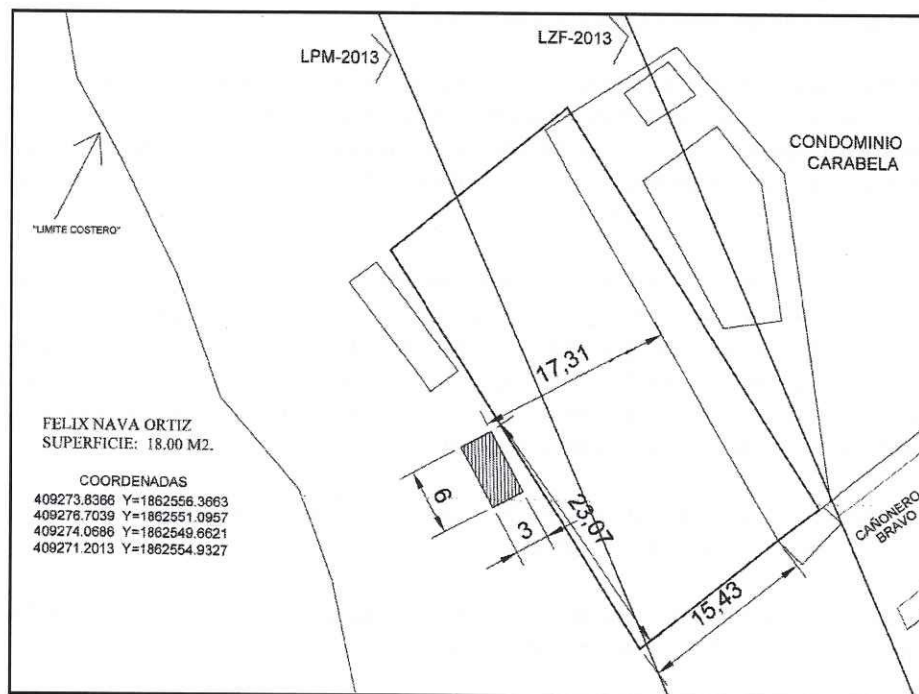 LPM-2013
LZF-2013
CONDOMINIO
CARABELA
"LIMITE COSTERO"
17,31
FELIX NAVA ORTIZ
SUPERFICIE: 18.00 M2.
COORDENADAS
409273.8366 Y=1862556.3663
409276.7039 Y=1862551.0957
409274.0686 Y=1862549.6621
409271.2013 Y=1862554.9327
6
3
23,07
15,43
CAÑONERO
BRAVO